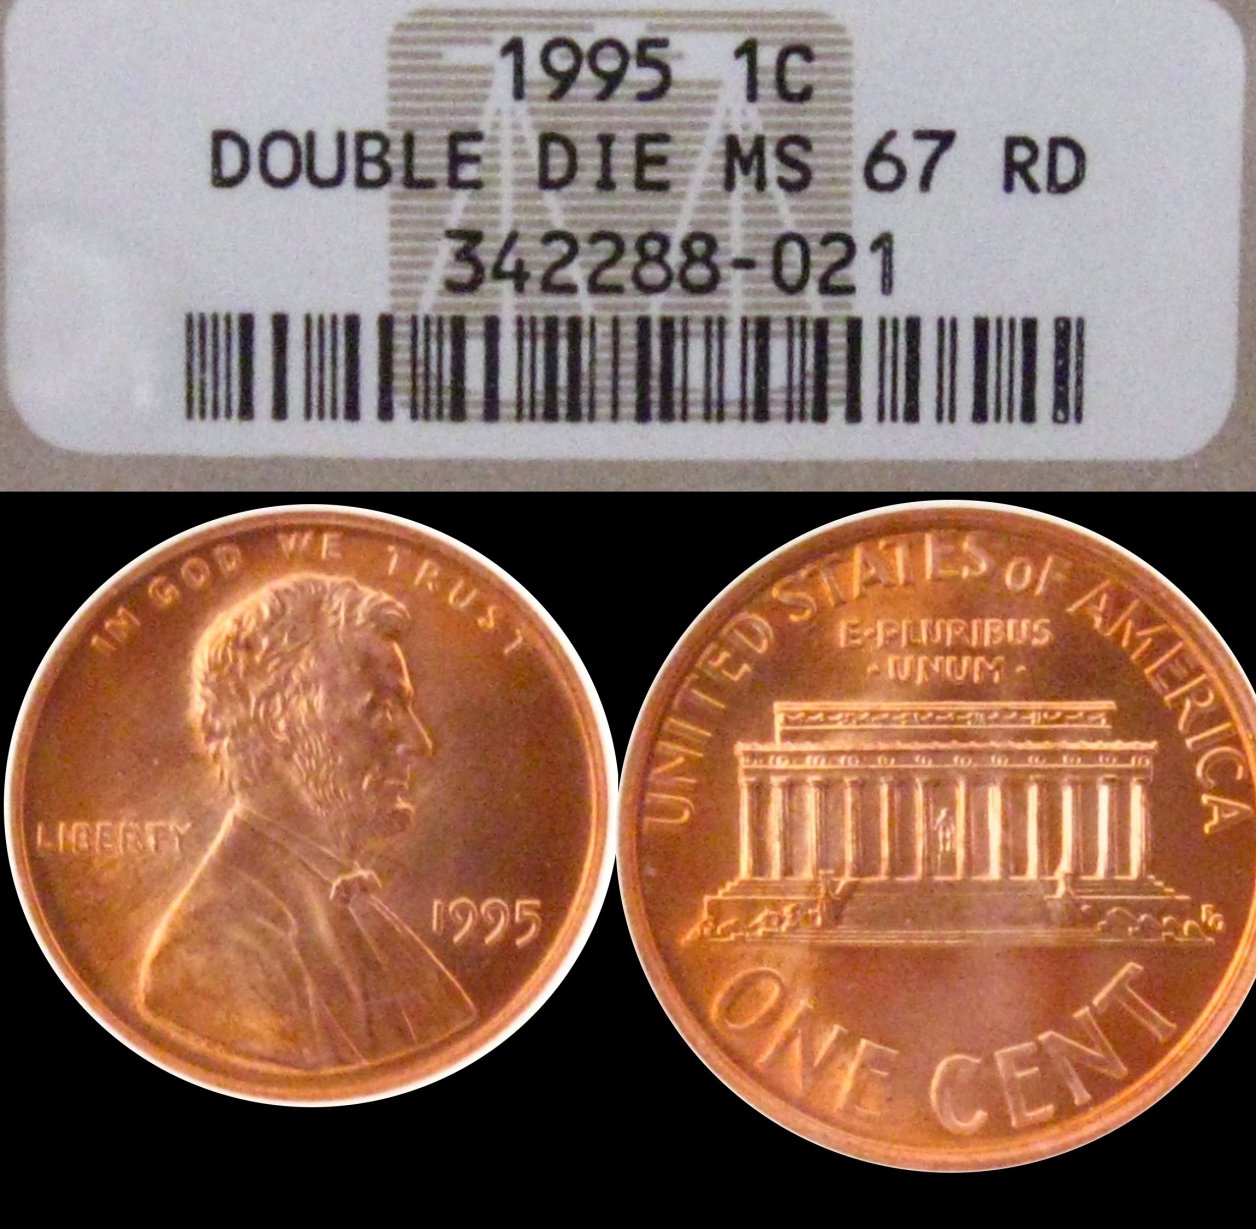 1995 1C
DOUBLE DIE MS 67 RD
342288-021
IN GOD WE TRUST
LIBERTY
1995
UNITED STATES OF AMERICA
E·PLURIBUS
·UNUM·
ONE CENT